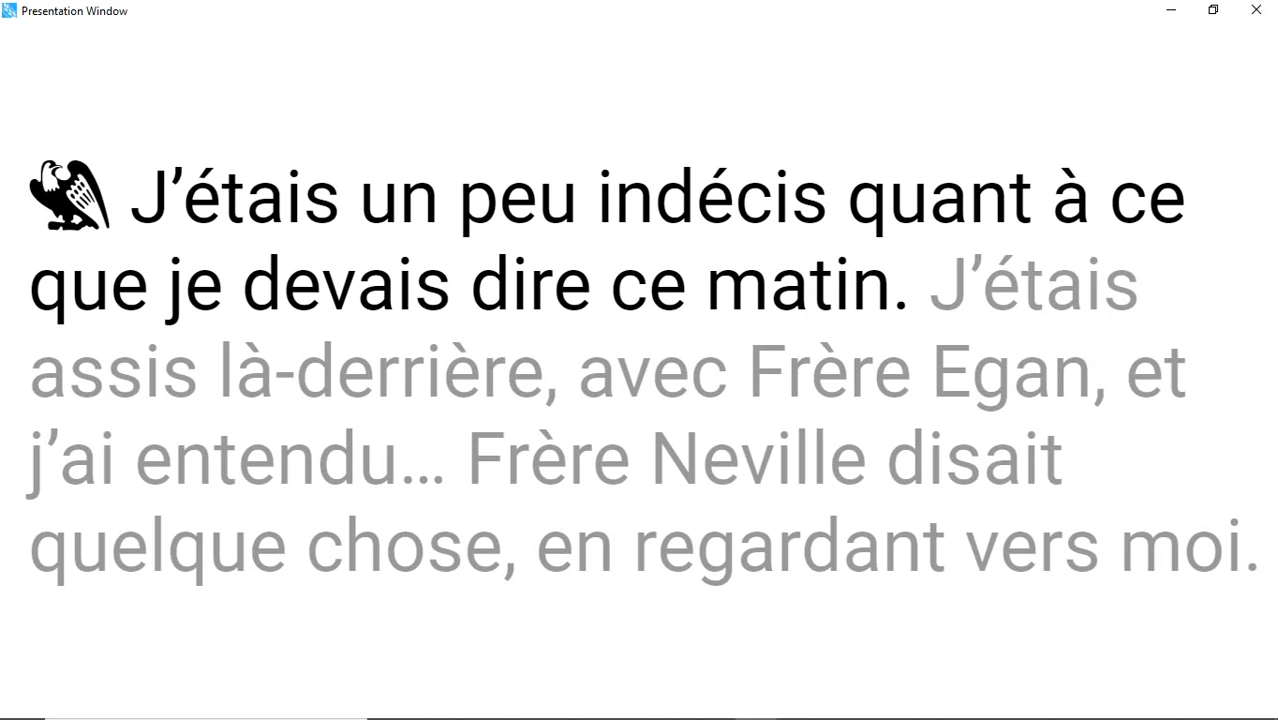 Presentation Window
J’étais un peu indécis quant à ce
que je devais dire ce matin. J’étais
assis là-derrière, avec Frère Egan, et
j’ai entendu… Frère Neville disait
quelque chose, en regardant vers moi.